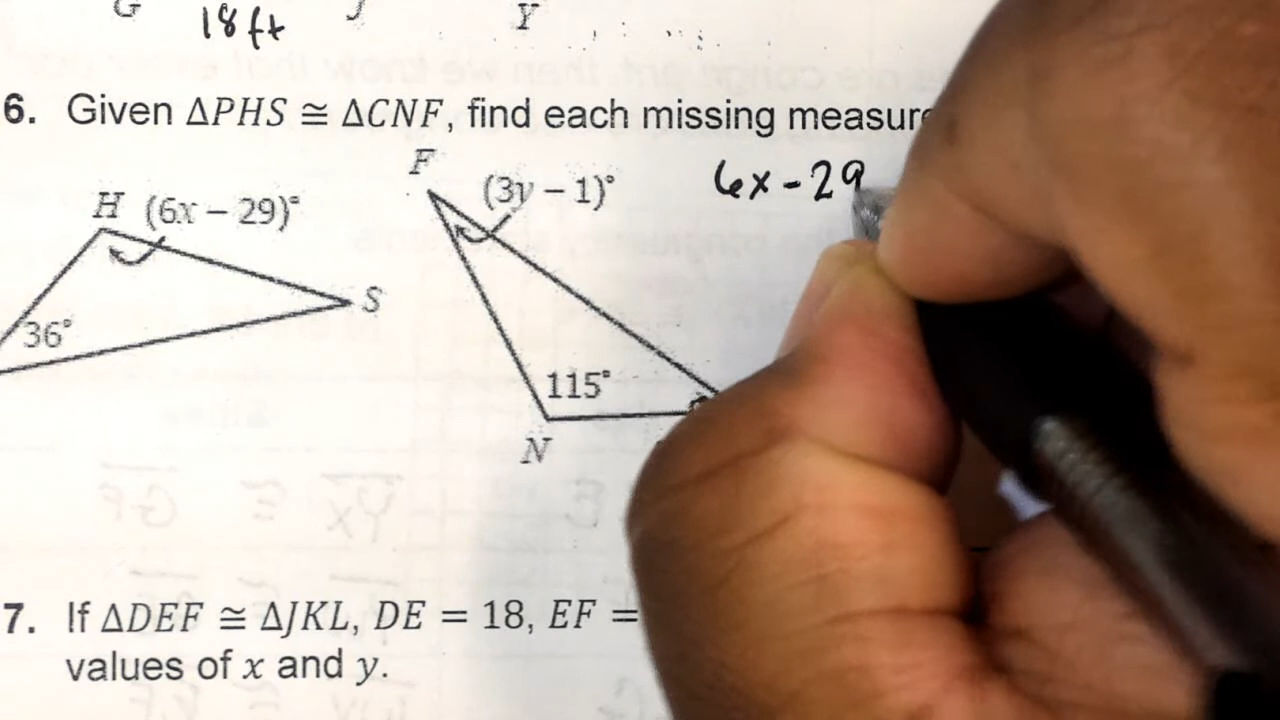 18ft
Y
6. Given ΔPHS ≅ ΔCNF, find each missing
F
6x - 29
H (6x – 29)°
(3y – 1)°
S
36°
115°
N
7. If ΔDEF ≅ ΔJKL, DE = 18, EF =
values of x and y.